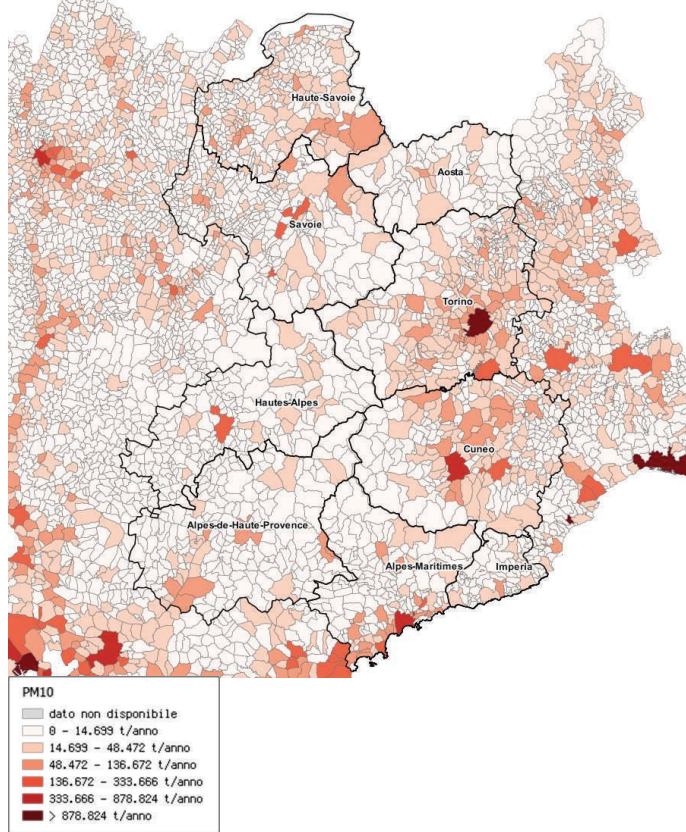 Haute-Savoie
Aosta
Savoie
Torino
Hautes-Alpes
Cuneo
Alpes-de-Haute-Provence
Alpes-Maritimes
Imperia
PM10
dato non disponibile
0 - 14.699 t/anno
14.699 - 48.472 t/anno
48.472 - 136.672 t/anno
136.672 - 333.666 t/anno
333.666 - 878.824 t/anno
> 878.824 t/anno